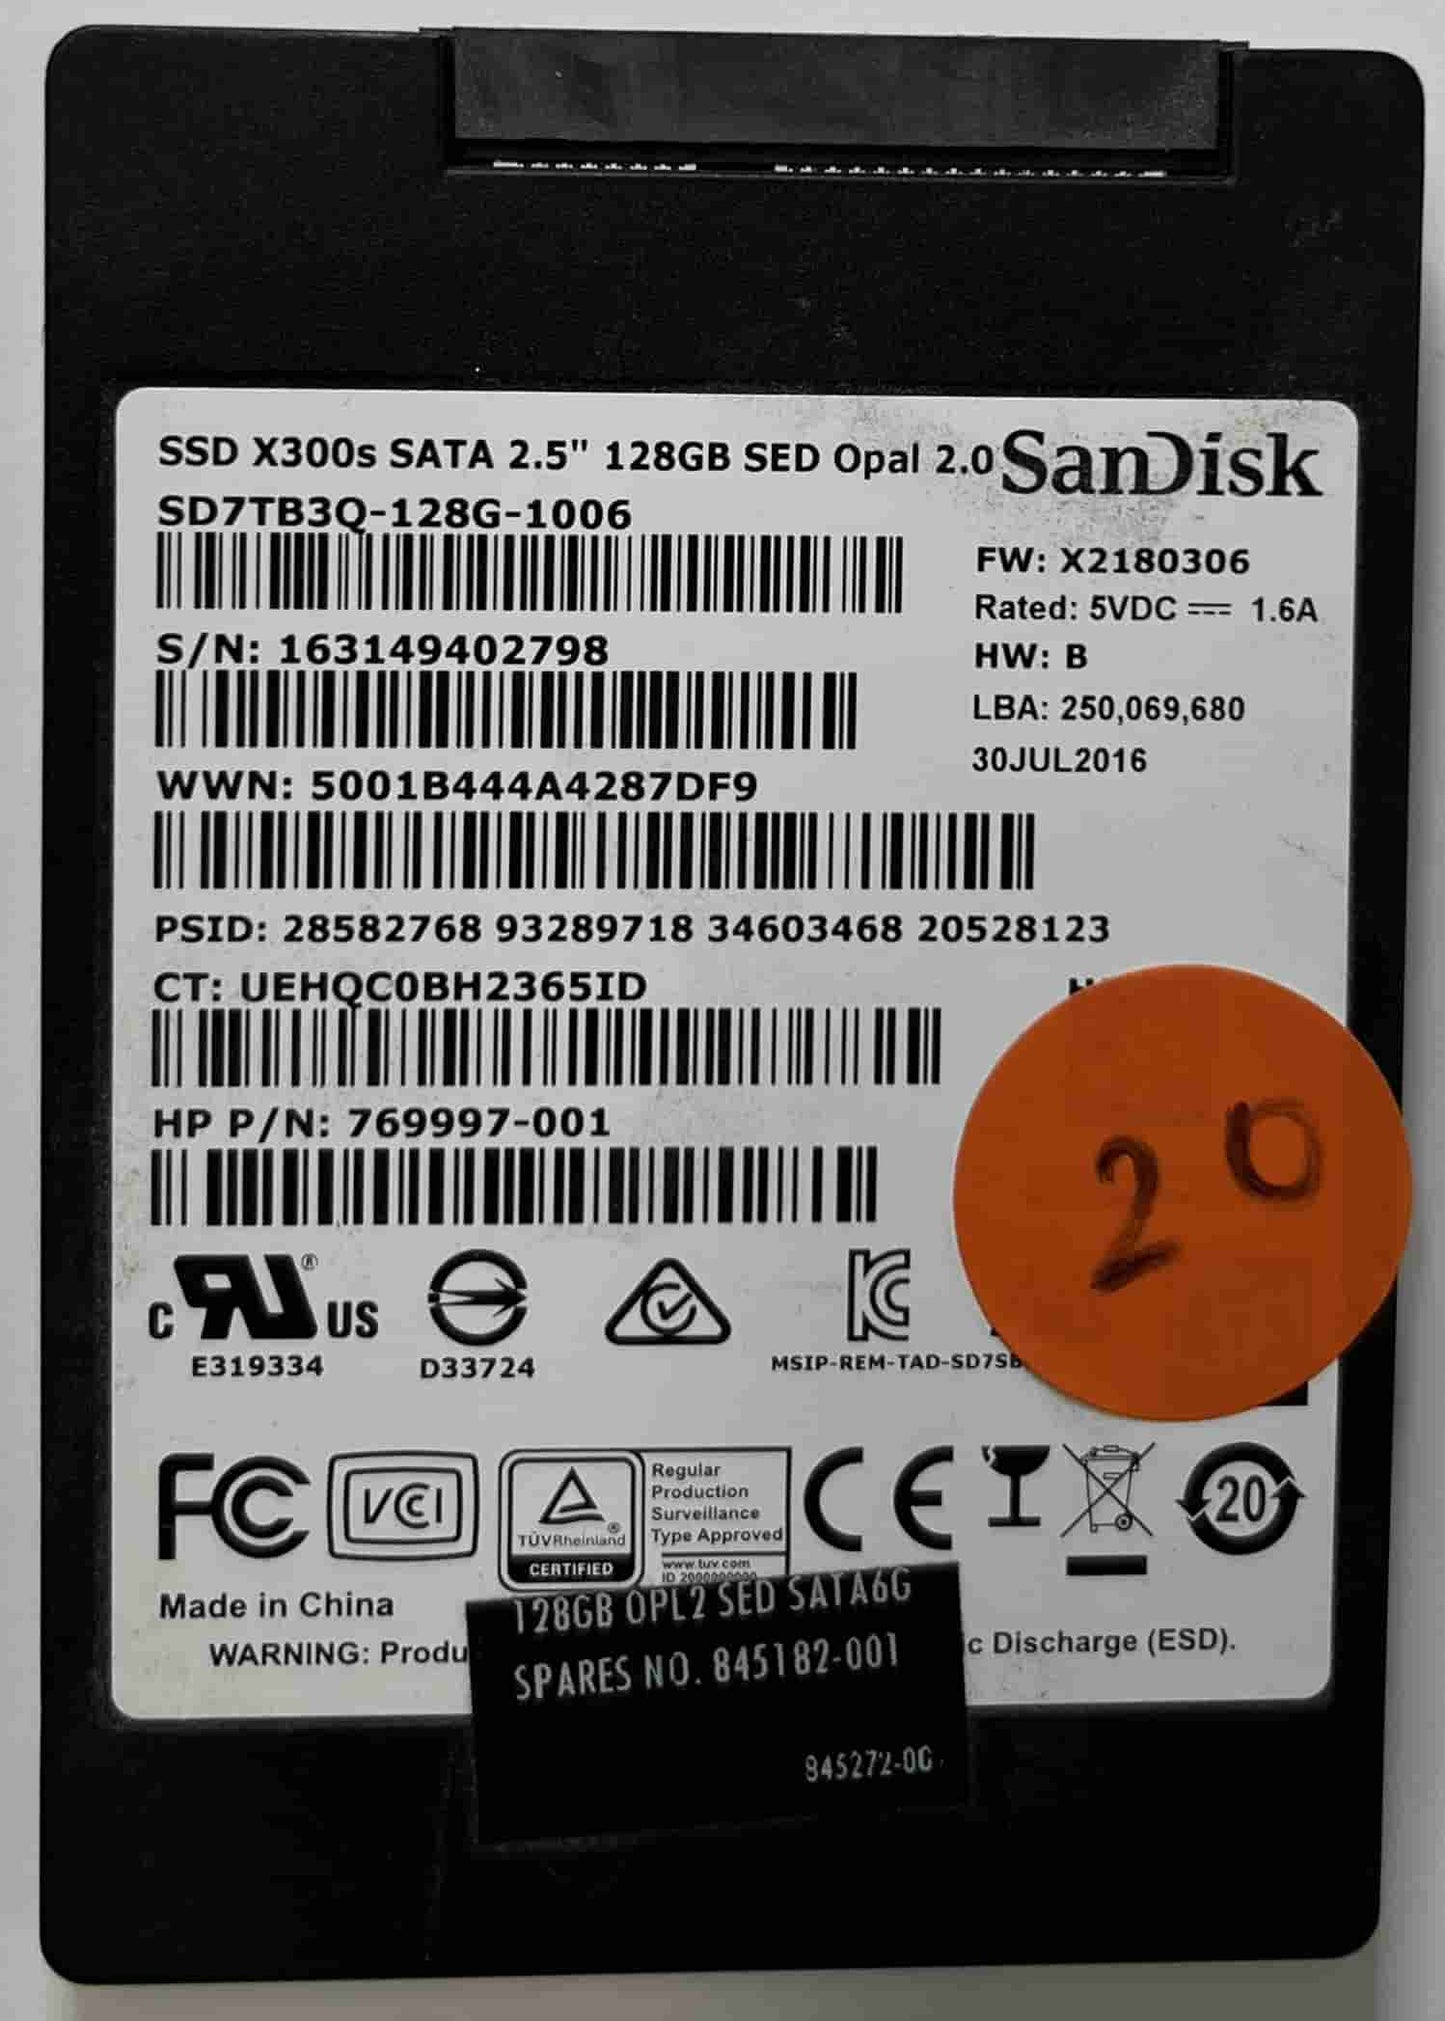 SSD X300s SATA 2.5" 128GB SED Opal 2.0 SanDisk
SD7TB3Q-128G-1006
FW: X2180306
Rated: 5VDC ⎓ 1.6A
S/N: 163149402798
HW: B
LBA: 250,069,680
30JUL2016
WWN: 5001B444A4287DF9
PSID: 28582768 93289718 34603468 20528123
CT: UEHQC0BH2365ID
HP P/N: 769997-001
20
c RU ® US
E319334
D33724
KC
MSIP-REM-TAD-SD7SB
FC
VCI
TÜVRheinland ®
CERTIFIED
Regular
Production
Surveillance
Type Approved
www.tuv.com
ID 2000000000
CE
20
Made in China
WARNING: Produ
c Discharge (ESD).
128GB OPL2 SED SATA6G
SPARES NO. 845182-001
845272-00